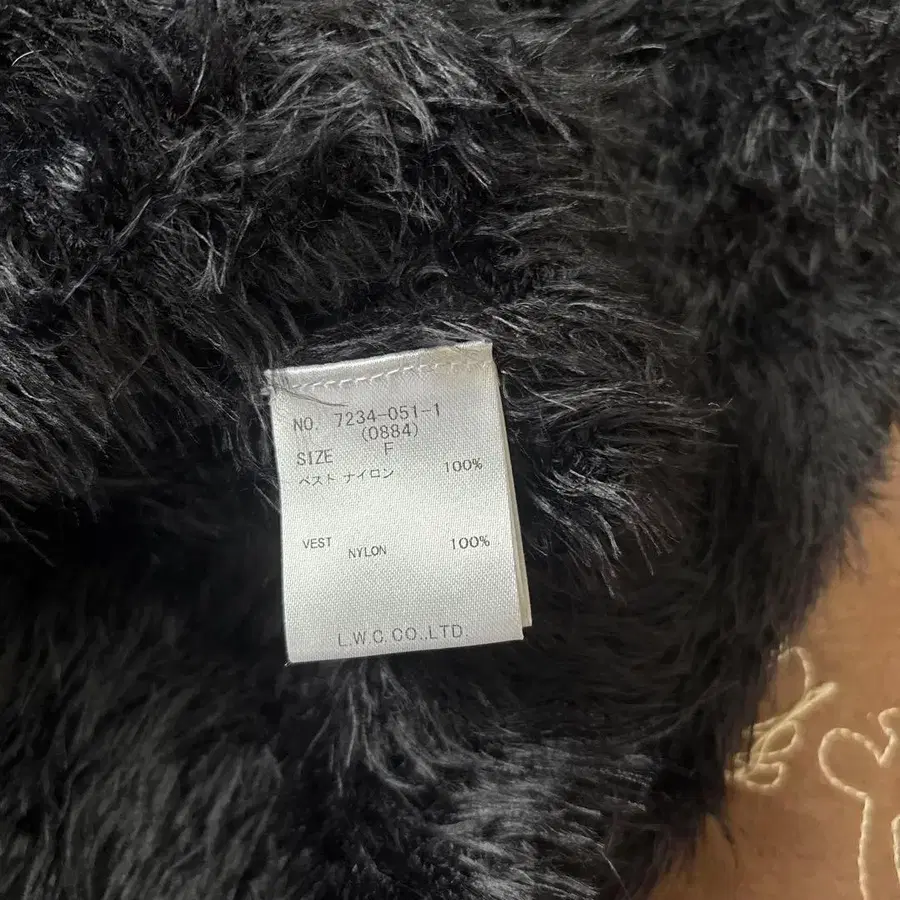 NO. 7234-051-1
(0884)
SIZE F
ベスト ナイロン 100%
VEST NYLON 100%
L.W.C.CO.,LTD.